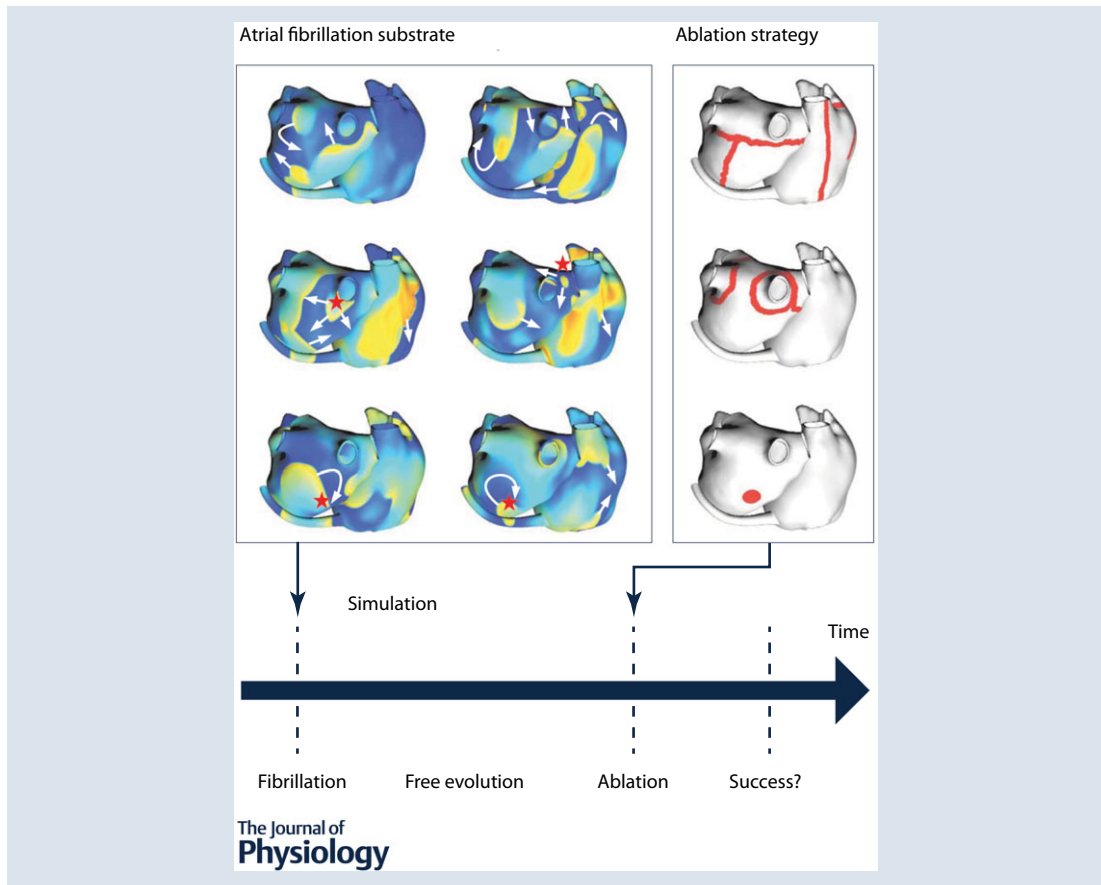 Atrial fibrillation substrate
Ablation strategy
Simulation
Time
Fibrillation
Free evolution
Ablation
Success?
The Journal of
Physiology